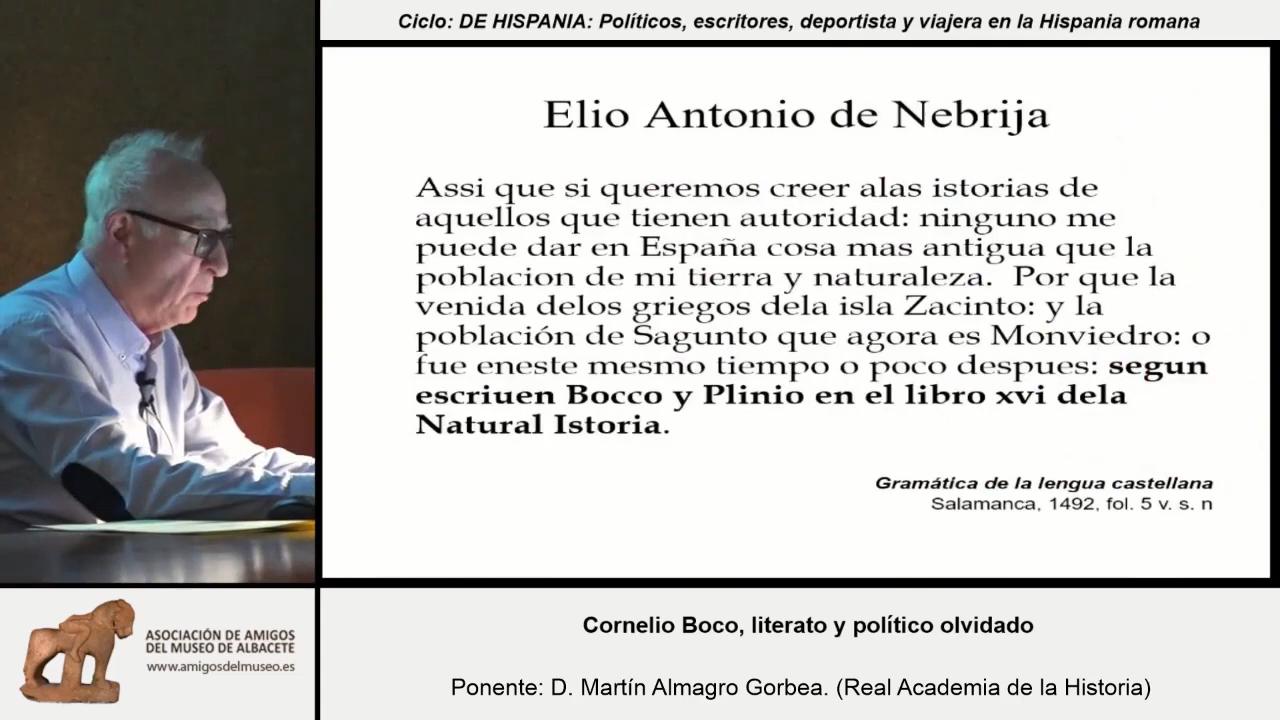 Ciclo: DE HISPANIA: Políticos, escritores, deportista y viajera en la Hispania romana
Elio Antonio de Nebrija
Assi que si queremos creer alas istorias de
aquellos que tienen autoridad: ninguno me
puede dar en España cosa mas antigua que la
poblacion de mi tierra y naturaleza. Por que la
venida delos griegos dela isla Zacinto: y la
población de Sagunto que agora es Monviedro: o
fue eneste mesmo tiempo o poco despues: segun
escriuen Bocco y Plinio en el libro xvi dela
Natural Istoria.
Gramática de la lengua castellana
Salamanca, 1492, fol. 5 v. s. n
ASOCIACIÓN DE AMIGOS
DEL MUSEO DE ALBACETE
www.amigosdelmuseo.es
Cornelio Boco, literato y político olvidado
Ponente: D. Martín Almagro Gorbea. (Real Academia de la Historia)